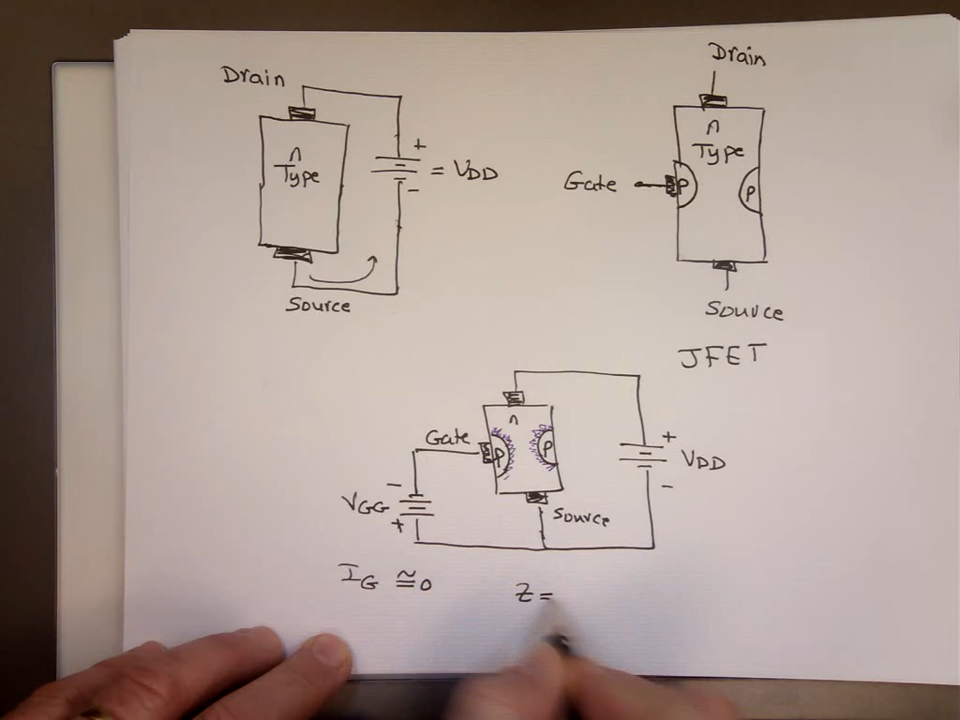 Drain
n
Type
+
= VDD
-
Source
Drain
n
Type
Gate
P
P
Source
JFET
n
Gate
P
P
+
VDD
-
-
VGG
+
Source
IG ≅ 0
Z =